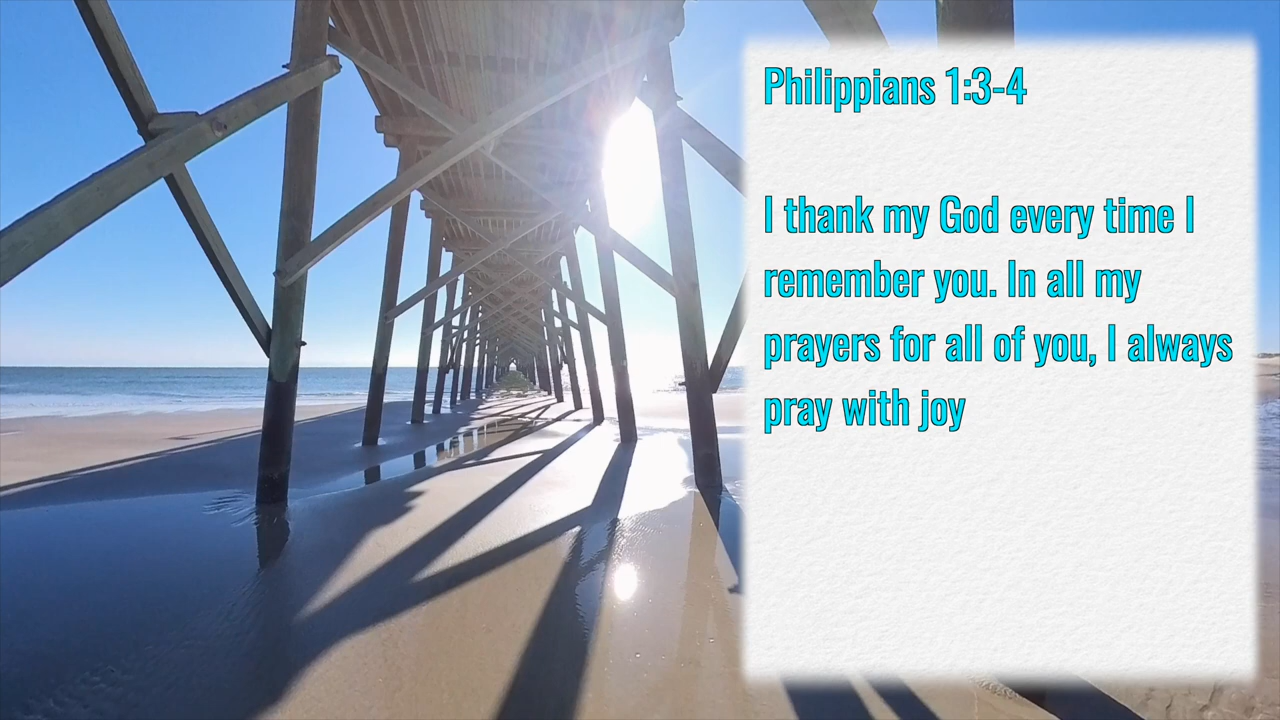 Philippians 1:3-4
I thank my God every time I
remember you. In all my
prayers for all of you, I always
pray with joy